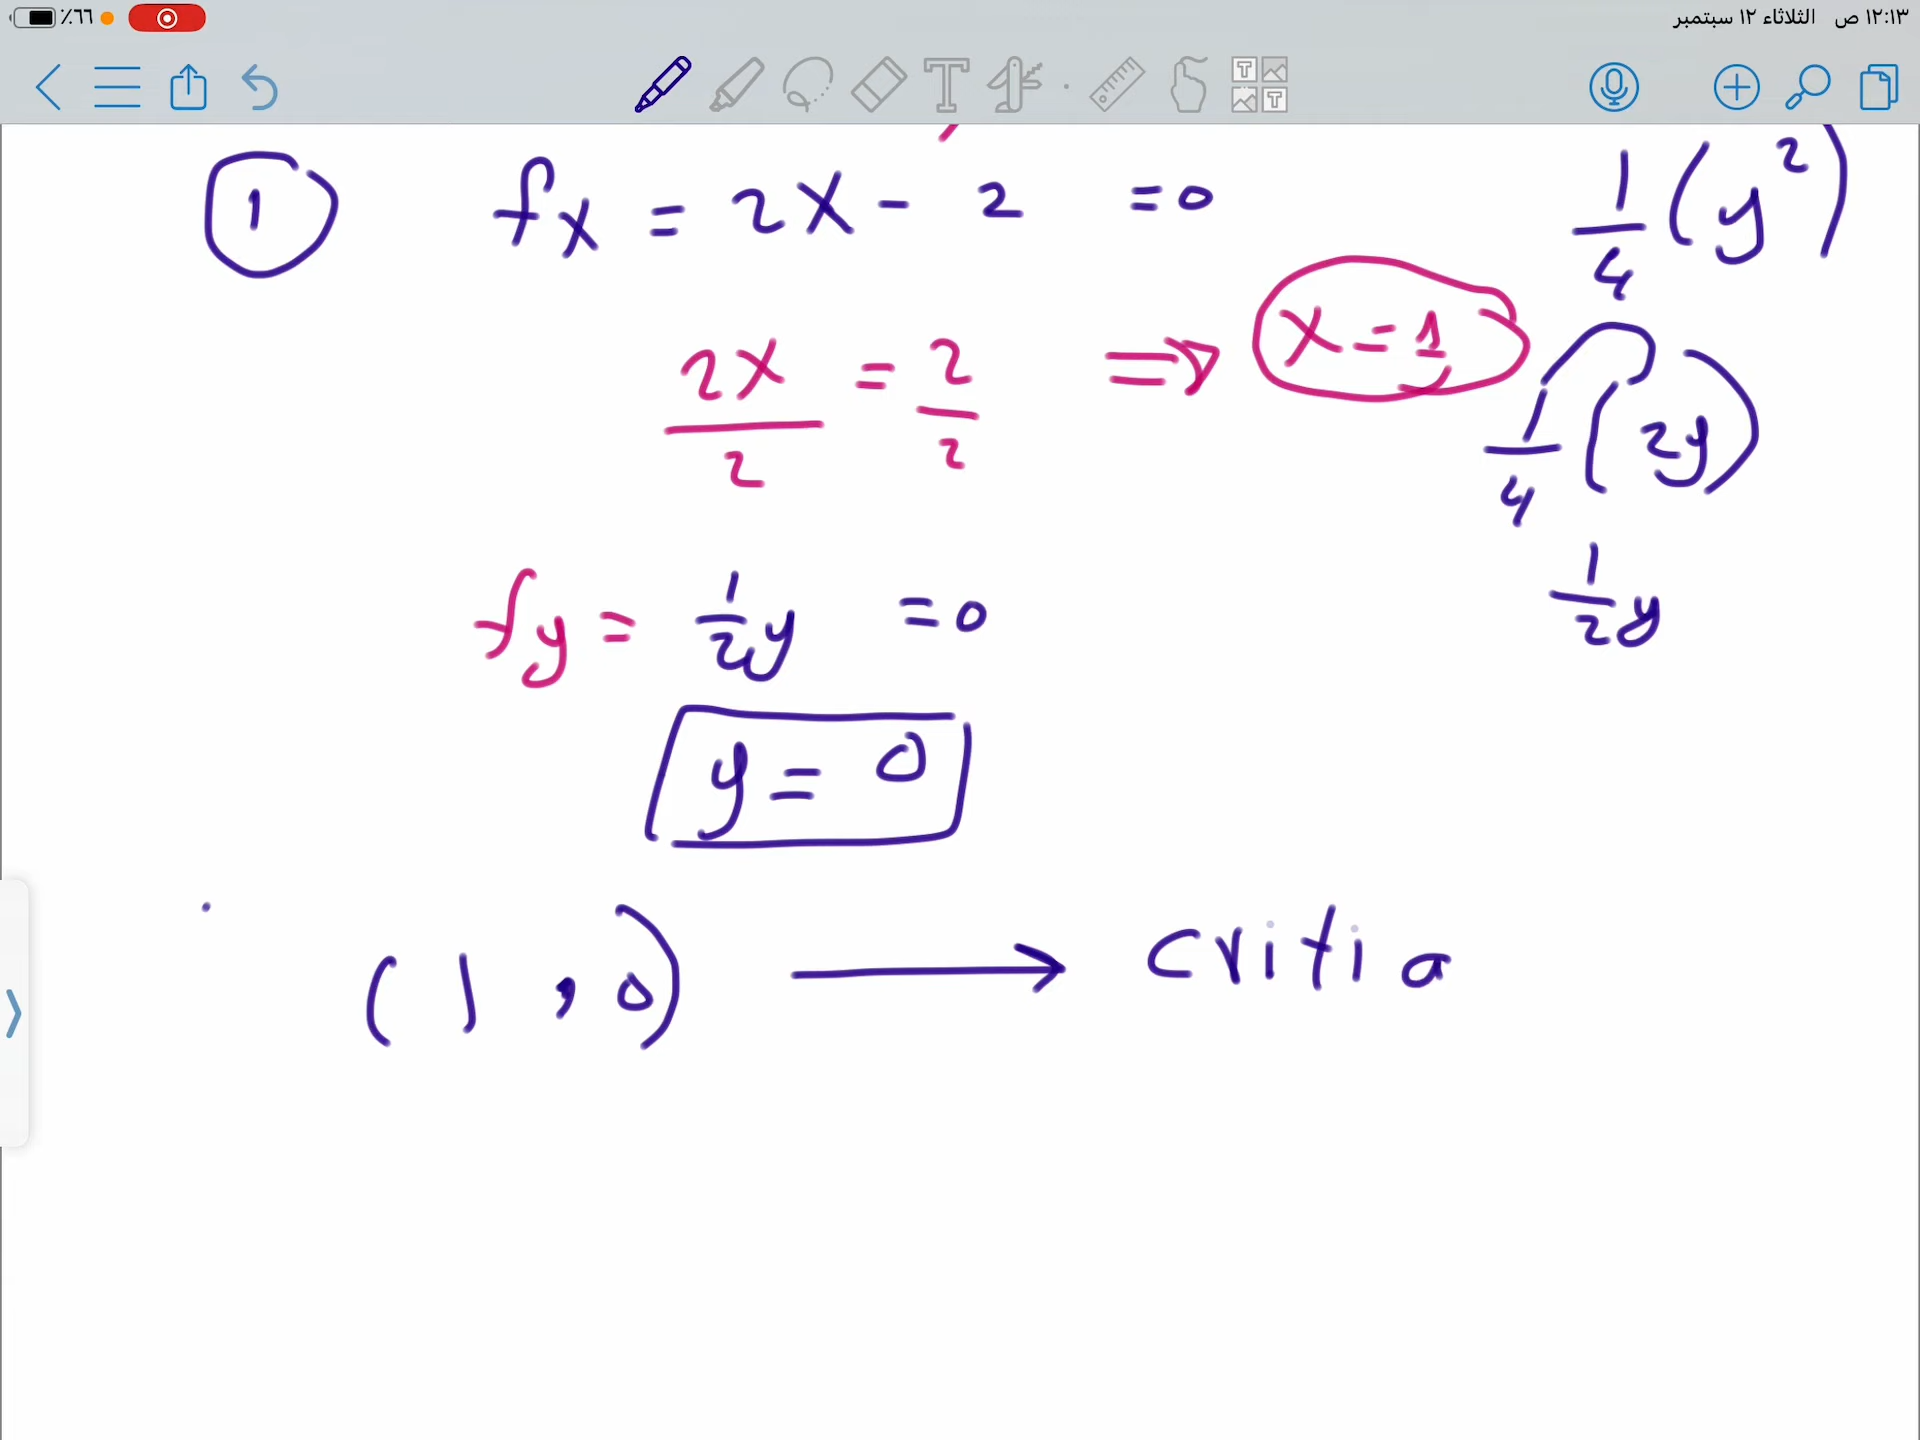 ٪٦٦ ١٢:١٣ ص الثلاثاء ١٢ سبتمبر
T
1 fx = 2x - 2 = 0
1/4 (y²)
2x/2 = 2/2 ⇒ x = 1
1/4 (2y)
fy = 1/2 y = 0
1/2 y
y = 0
(1, 0) → critia